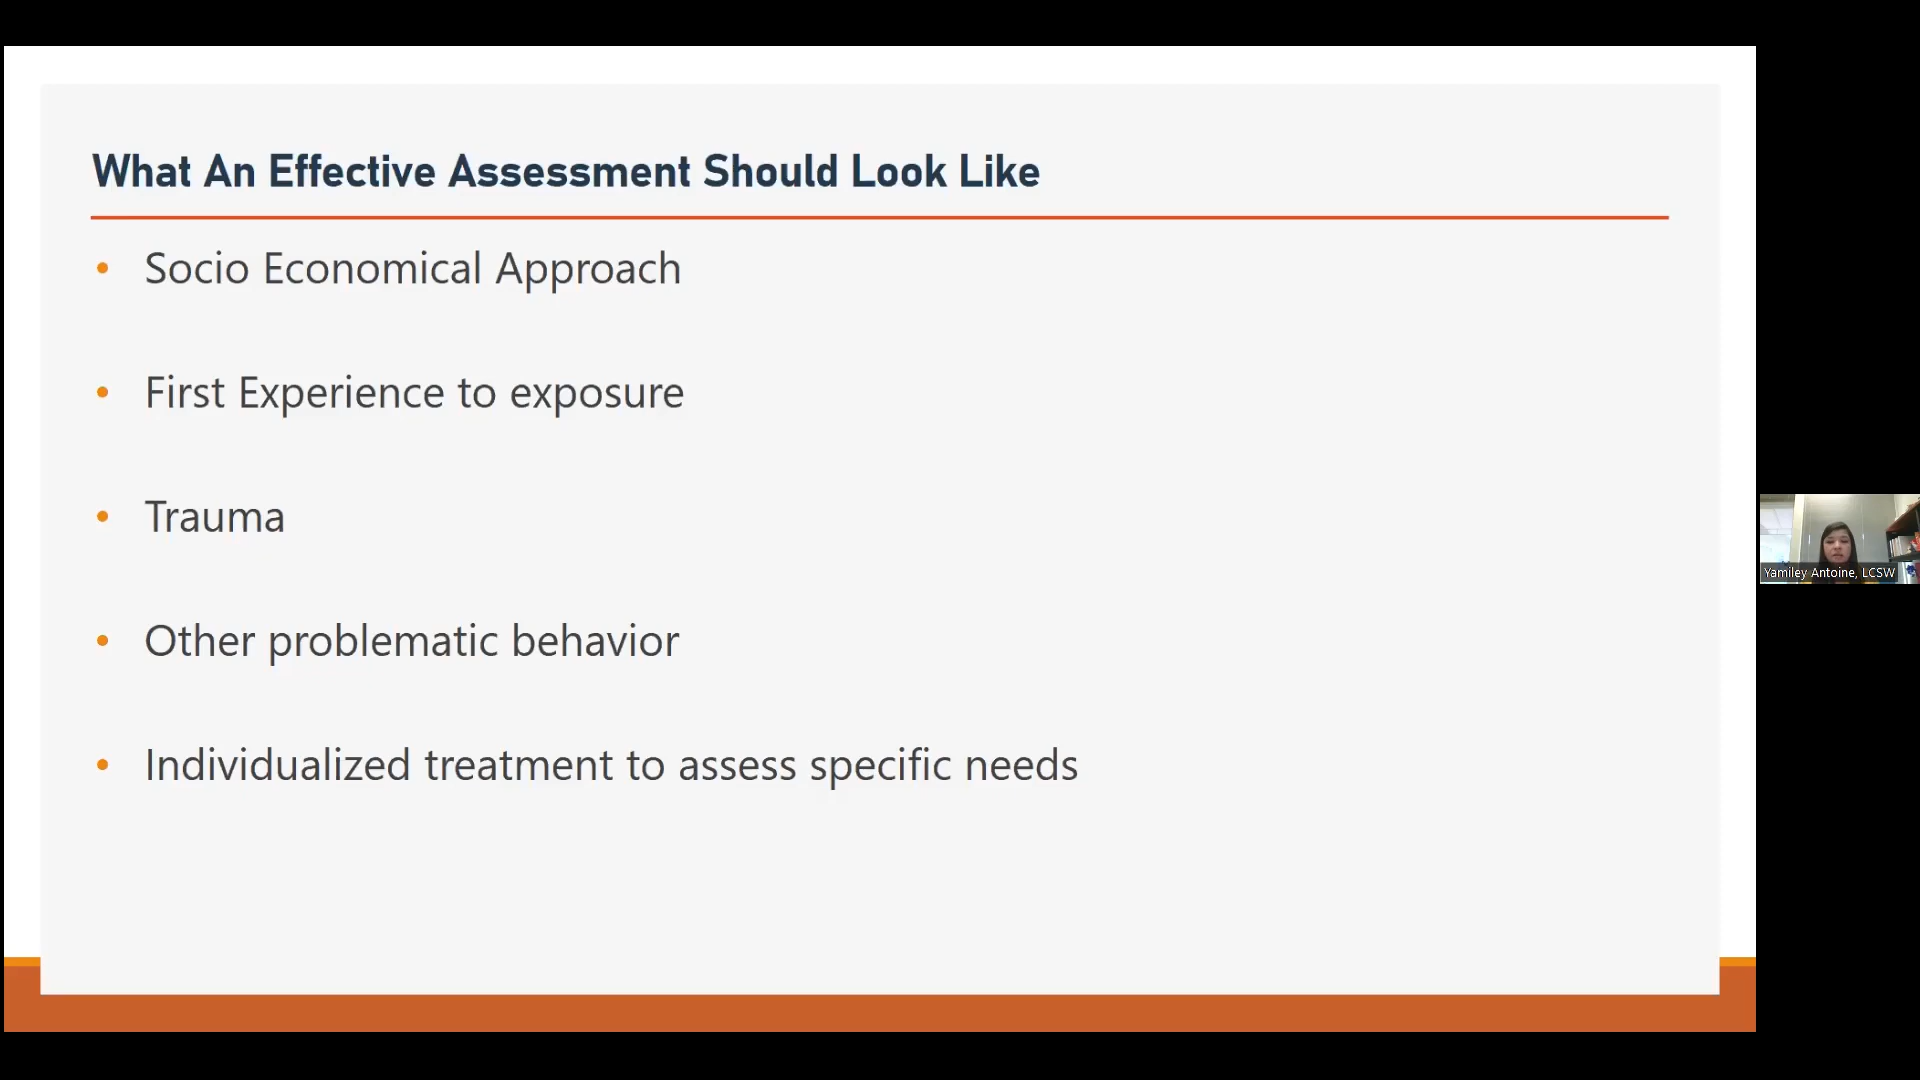 What An Effective Assessment Should Look Like
• Socio Economical Approach
• First Experience to exposure
• Trauma
• Other problematic behavior
• Individualized treatment to assess specific needs
Yamiley Antoine, LCSW